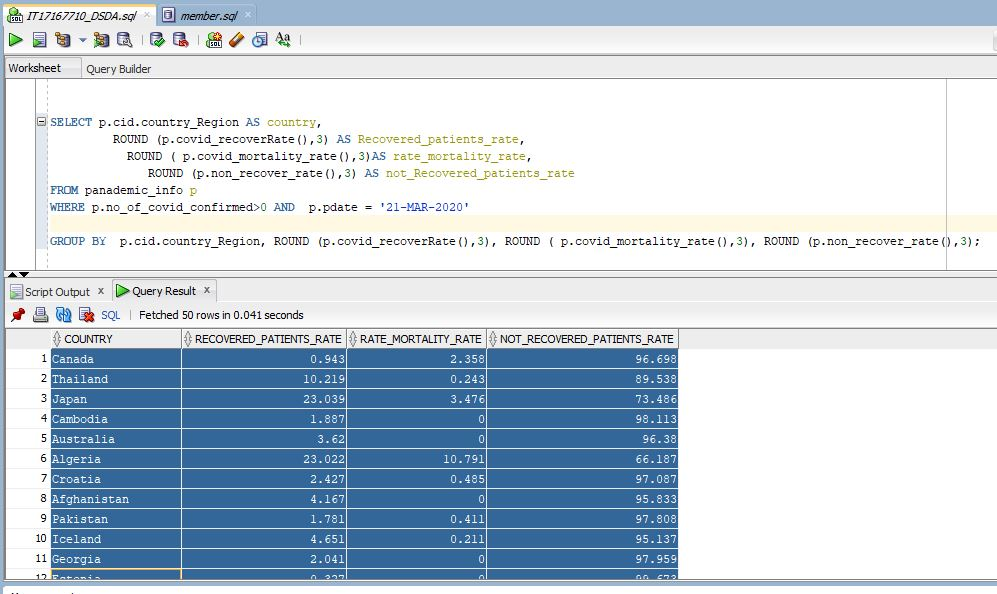 IT17167710_DSDA.sql × member.sql ×
SQL Aa
Worksheet Query Builder
SELECT p.cid.country_Region AS country,
ROUND (p.covid_recoverRate(),3) AS Recovered_patients_rate,
ROUND ( p.covid_mortality_rate(),3)AS rate_mortality_rate,
ROUND (p.non_recover_rate(),3) AS not_Recovered_patients_rate
FROM panademic_info p
WHERE p.no_of_covid_confirmed>0 AND p.pdate = '21-MAR-2020'
GROUP BY p.cid.country_Region, ROUND (p.covid_recoverRate(),3), ROUND ( p.covid_mortality_rate(),3), ROUND (p.non_recover_rate(),3);
Script Output x Query Result x
SQL | Fetched 50 rows in 0.041 seconds
COUNTRY RECOVERED_PATIENTS_RATE RATE_MORTALITY_RATE NOT_RECOVERED_PATIENTS_RATE
1 Canada 0.943 2.358 96.698
2 Thailand 10.219 0.243 89.538
3 Japan 23.039 3.476 73.486
4 Cambodia 1.887 0 98.113
5 Australia 3.62 0 96.38
6 Algeria 23.022 10.791 66.187
7 Croatia 2.427 0.485 97.087
8 Afghanistan 4.167 0 95.833
9 Pakistan 1.781 0.411 97.808
10 Iceland 4.651 0.211 95.137
11 Georgia 2.041 0 97.959
12 Estonia 0.327 0 99.673